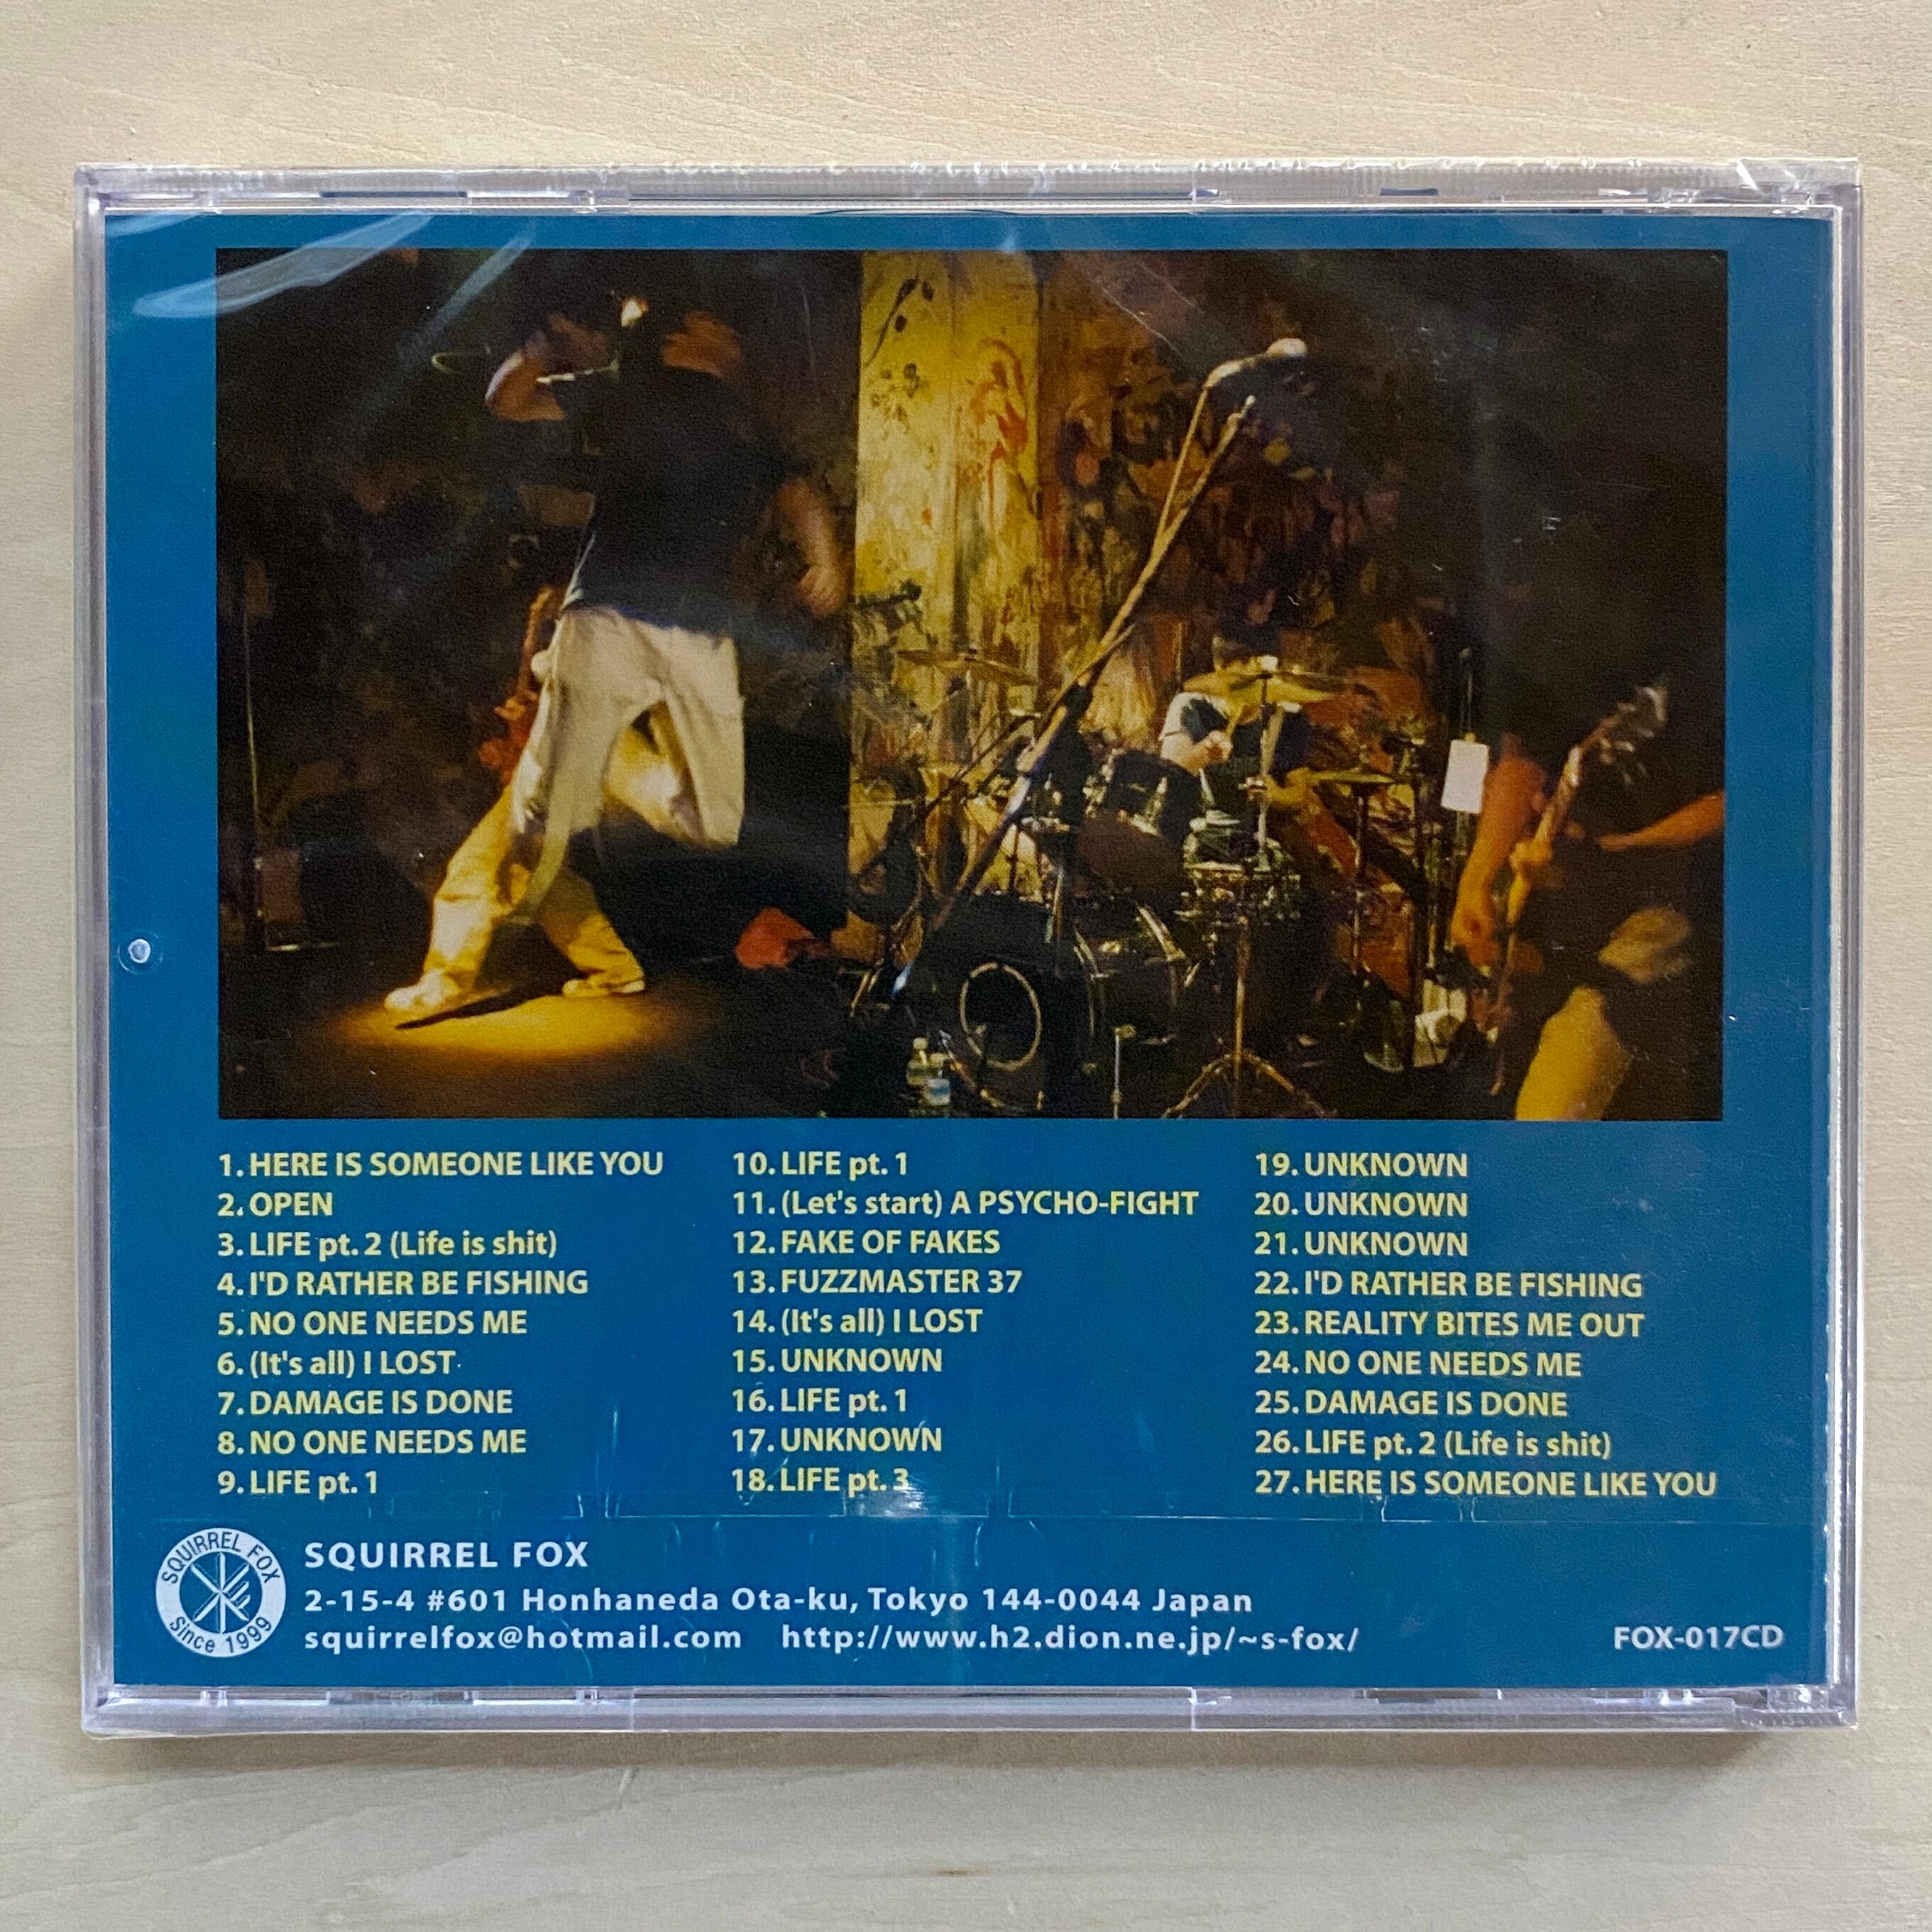 1. HERE IS SOMEONE LIKE YOU
2. OPEN
3. LIFE pt. 2 (Life is shit)
4. I'D RATHER BE FISHING
5. NO ONE NEEDS ME
6. (It's all) I LOST
7. DAMAGE IS DONE
8. NO ONE NEEDS ME
9. LIFE pt. 1
10. LIFE pt. 1
11. (Let's start) A PSYCHO-FIGHT
12. FAKE OF FAKES
13. FUZZMASTER 37
14. (It's all) I LOST
15. UNKNOWN
16. LIFE pt. 1
17. UNKNOWN
18. LIFE pt. 3
19. UNKNOWN
20. UNKNOWN
21. UNKNOWN
22. I'D RATHER BE FISHING
23. REALITY BITES ME OUT
24. NO ONE NEEDS ME
25. DAMAGE IS DONE
26. LIFE pt. 2 (Life is shit)
27. HERE IS SOMEONE LIKE YOU
SQUIRREL FOX
Since 1999
SQUIRREL FOX
2-15-4 #601 Honhaneda Ota-ku, Tokyo 144-0044 Japan
squirrelfox@hotmail.com http://www.h2.dion.ne.jp/~s-fox/
FOX-017CD